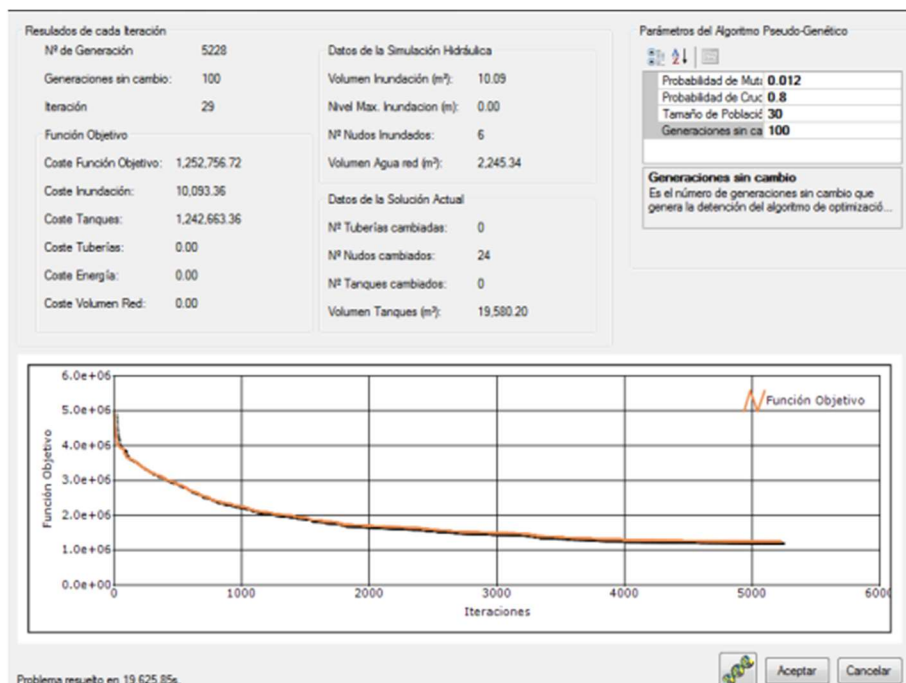 Resulados de cada Iteración
Nº de Generación 5228
Generaciones sin cambio: 100
Iteración 29
Función Objetivo
Coste Función Objetivo: 1,252,756.72
Coste Inundación: 10,093.36
Coste Tanques: 1,242,663.36
Coste Tuberías: 0.00
Coste Energía: 0.00
Coste Volumen Red: 0.00
Datos de la Simulación Hidráulica
Volumen Inundación (m³): 10.09
Nivel Max. Inundacion (m): 0.00
Nº Nudos Inundados: 6
Volumen Agua red (m³): 2,245.34
Datos de la Solución Actual
Nº Tuberías cambiadas: 0
Nº Nudos cambiados: 24
Nº Tanques cambiados: 0
Volumen Tanques (m³): 19,580.20
Parámetros del Algoritmo Pseudo-Genético
Probabilidad de Muta 0.012
Probabilidad de Cruc 0.8
Tamaño de Població 30
Generaciones sin ca 100
Generaciones sin cambio
Es el número de generaciones sin cambio que
genera la detención del algoritmo de optimizació...
6.0e+06
5.0e+06
4.0e+06
3.0e+06
2.0e+06
1.0e+06
0.0e+00
Función Objetivo
Función Objetivo
0 1000 2000 3000 4000 5000 6000
Iteraciones
Problema resuelto en 19,625.85s.
Aceptar
Cancelar